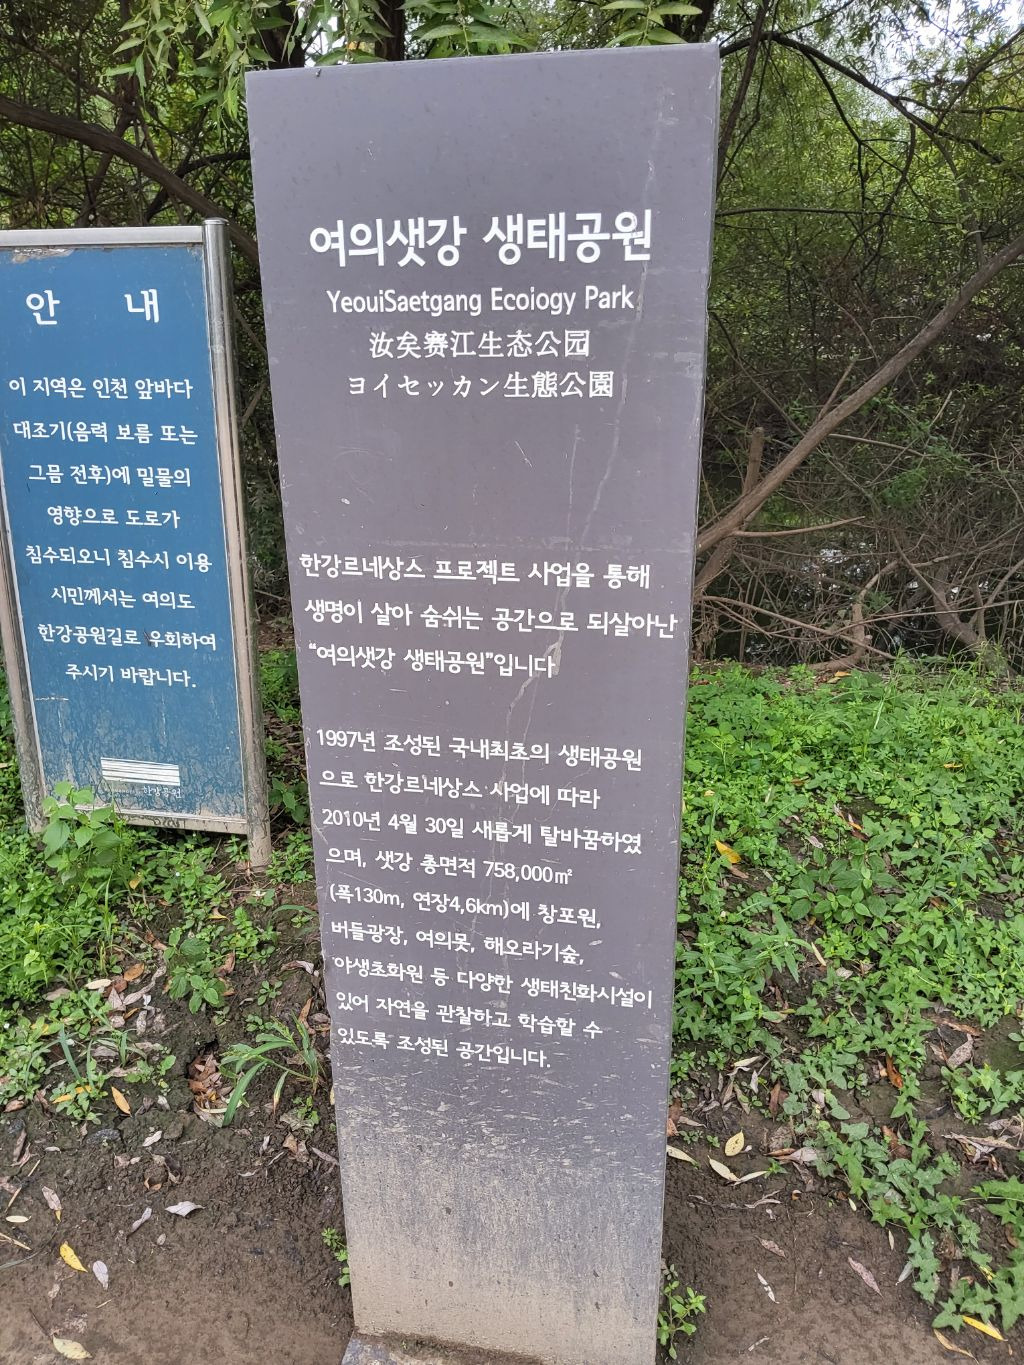 안 내
이 지역은 인천 앞바다
대조기(음력 보름 또는
그믐 전후)에 밀물의
영향으로 도로가
침수되오니 침수시 이용
시민께서는 여의도
한강공원길로 우회하여
주시기 바랍니다.
한강공원
여의샛강 생태공원
YeouiSaetgang Ecoiogy Park
汝矣赛江生态公园
ヨイセッカン生態公園
한강르네상스 프로젝트 사업을 통해
생명이 살아 숨쉬는 공간으로 되살아난
“여의샛강 생태공원”입니다
1997년 조성된 국내최초의 생태공원
으로 한강르네상스 사업에 따라
2010년 4월 30일 새롭게 탈바꿈하였
으며, 샛강 총면적 758,000㎡
(폭130m, 연장4,6km)에 창포원,
버들광장, 여의못, 해오라기숲,
야생초화원 등 다양한 생태친화시설이
있어 자연을 관찰하고 학습할 수
있도록 조성된 공간입니다.